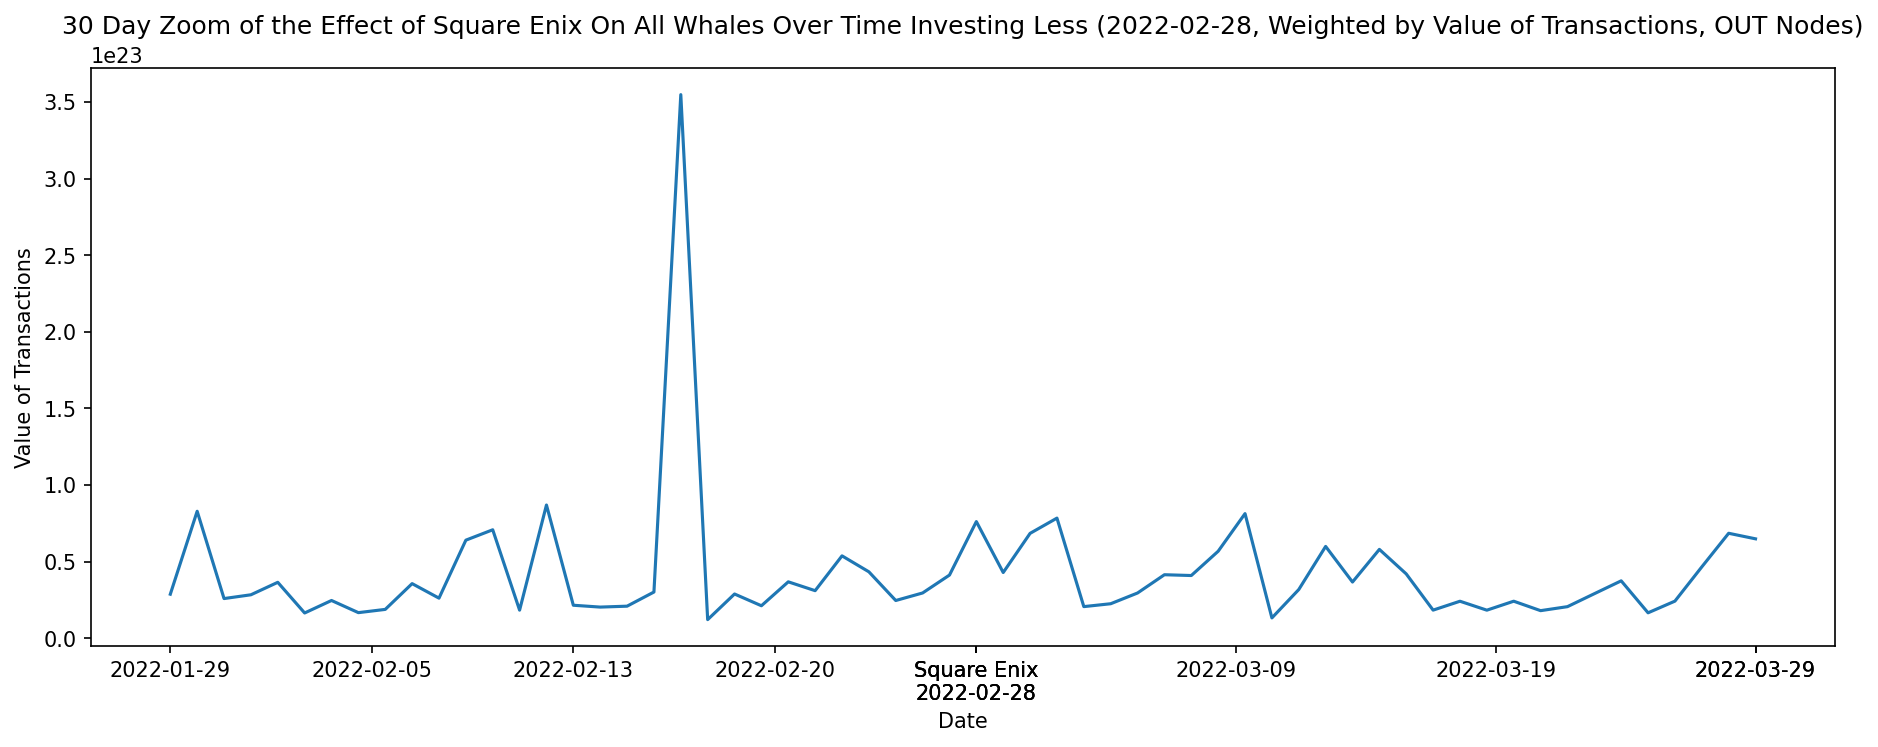 30 Day Zoom of the Effect of Square Enix On All Whales Over Time Investing Less (2022-02-28, Weighted by Value of Transactions, OUT Nodes)
1e23
3.5
3.0
2.5
2.0
1.5
1.0
0.5
0.0
Value of Transactions
2022-01-29 2022-02-05 2022-02-13 2022-02-20 Square Enix 2022-03-09 2022-03-19 2022-03-29
2022-02-28
Date